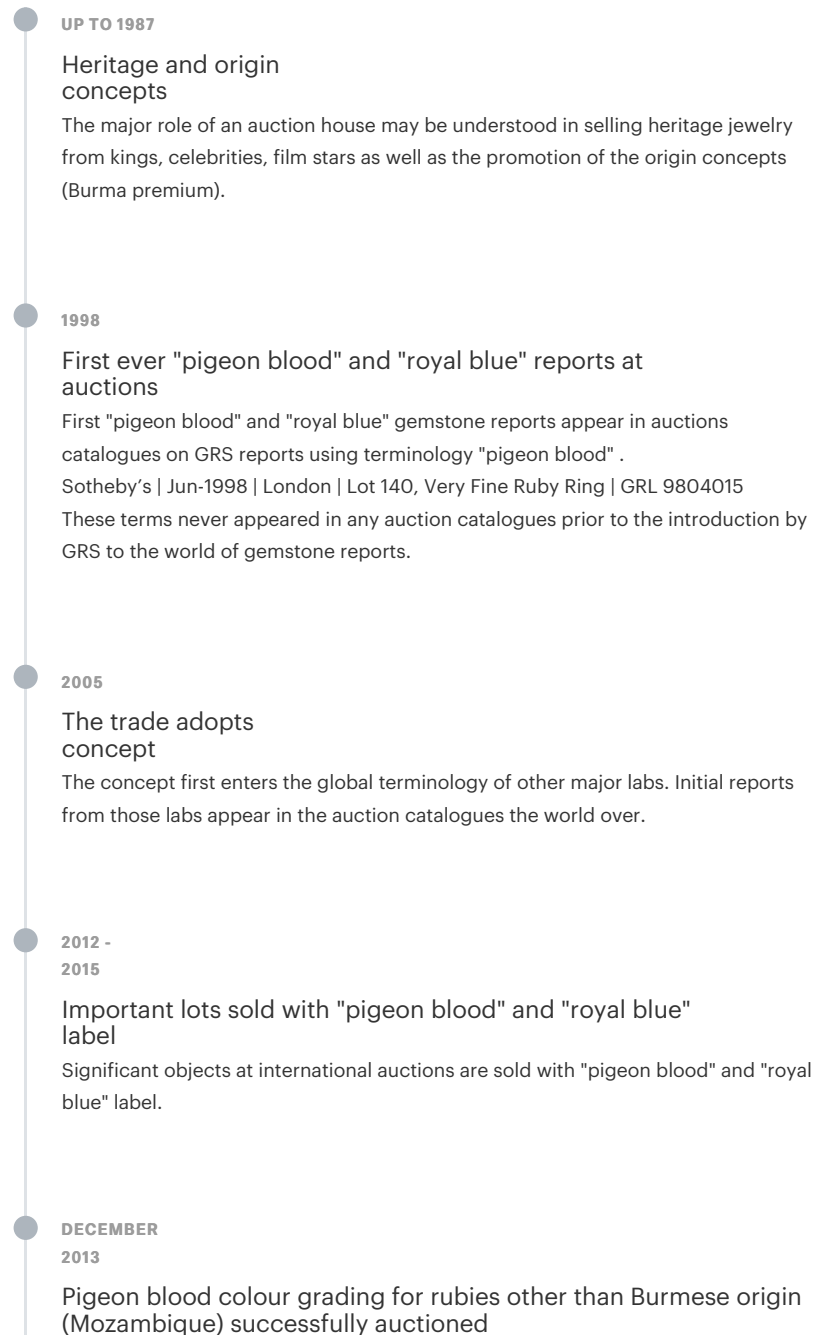 UP TO 1987
Heritage and origin
concepts
The major role of an auction house may be understood in selling heritage jewelry
from kings, celebrities, film stars as well as the promotion of the origin concepts
(Burma premium).
1998
First ever "pigeon blood" and "royal blue" reports at
auctions
First "pigeon blood" and "royal blue" gemstone reports appear in auctions
catalogues on GRS reports using terminology "pigeon blood" .
Sotheby’s | Jun-1998 | London | Lot 140, Very Fine Ruby Ring | GRL 9804015
These terms never appeared in any auction catalogues prior to the introduction by
GRS to the world of gemstone reports.
2005
The trade adopts
concept
The concept first enters the global terminology of other major labs. Initial reports
from those labs appear in the auction catalogues the world over.
2012 -
2015
Important lots sold with "pigeon blood" and "royal blue"
label
Significant objects at international auctions are sold with "pigeon blood" and "royal
blue" label.
DECEMBER
2013
Pigeon blood colour grading for rubies other than Burmese origin
(Mozambique) successfully auctioned